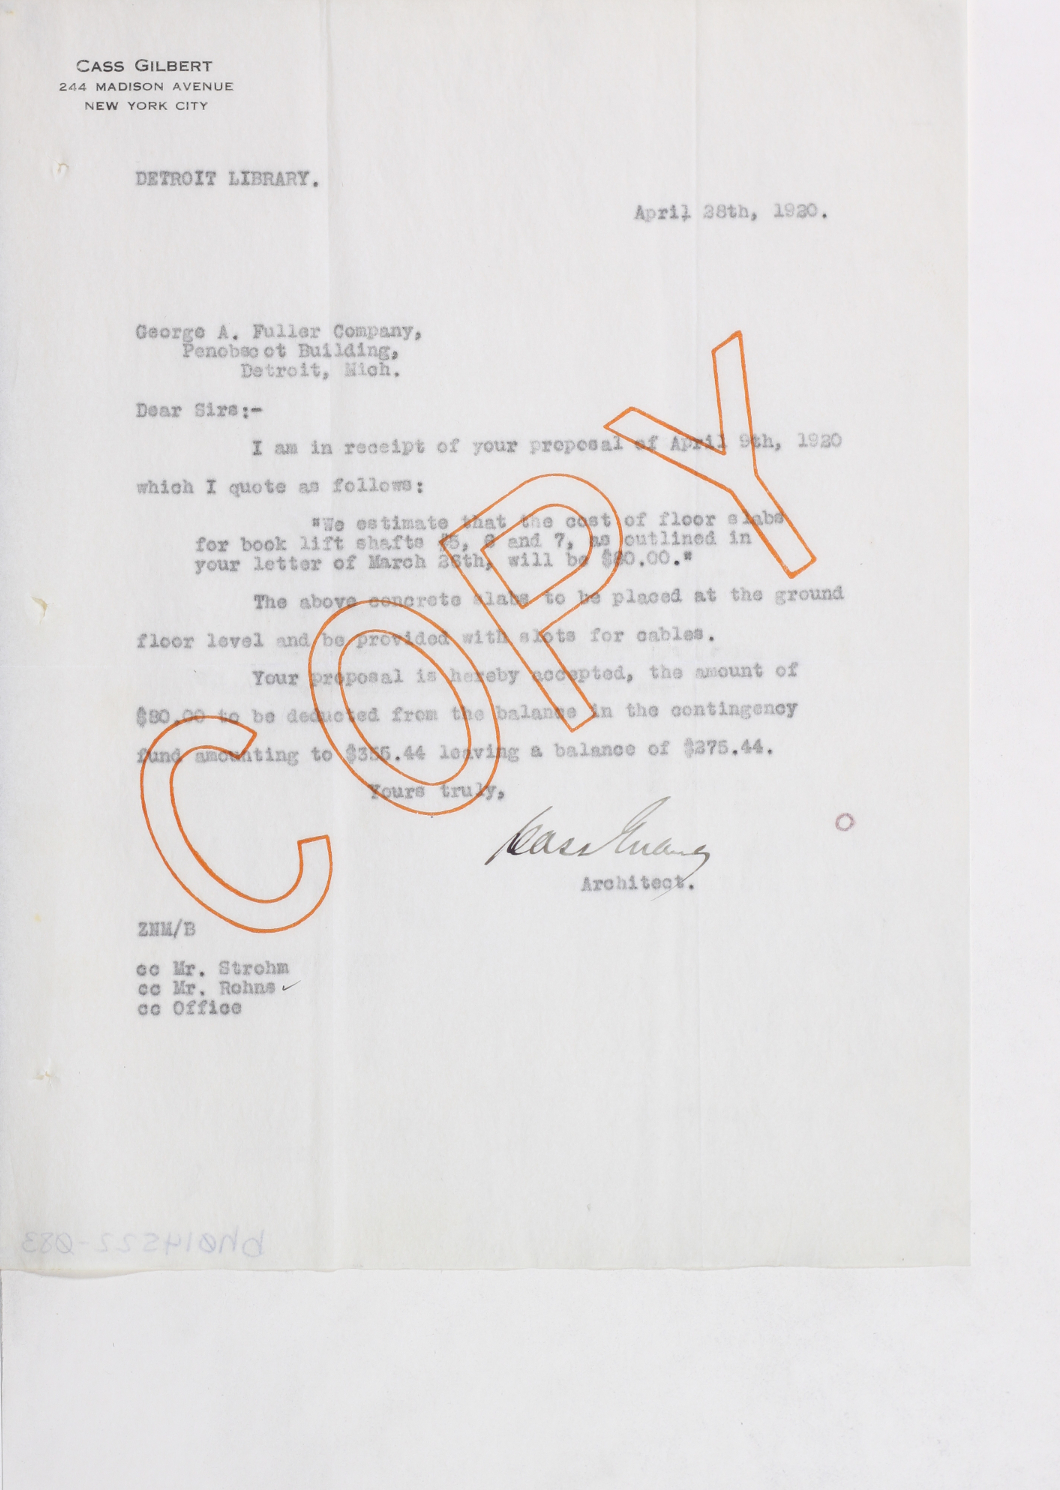 CASS GILBERT
244 MADISON AVENUE
NEW YORK CITY
DETROIT LIBRARY.
April 28th, 1920.
George A. Fuller Company,
Penobscot Building,
Detroit, Mich.
Dear Sirs:-
I am in receipt of your proposal of April 9th, 1920
which I quote as follows:
"We estimate that the cost of floor slabs
for book lift shafts #5, 6 and 7, as outlined in
your letter of March 26th, will be $80.00."
The above concrete slabs to be placed at the ground
floor level and be provided with slots for cables.
Your proposal is hereby accepted, the amount of
$80.00 to be deducted from the balance in the contingency
fund amounting to $355.44 leaving a balance of $275.44.
Yours truly,
Cass Gilbert
Architect.
ZNM/B
cc Mr. Strohm
cc Mr. Rohns ✓
cc Office
COPY
bh014522-083